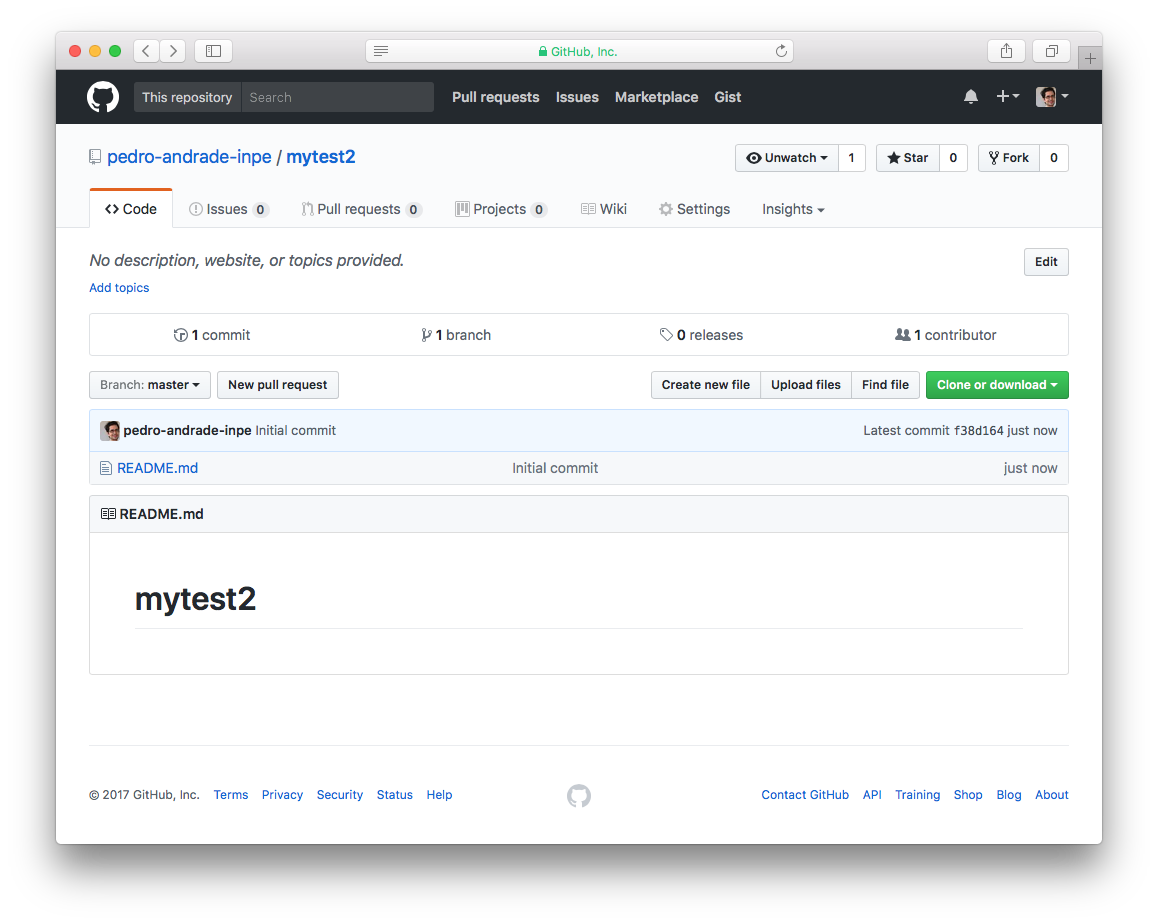 GitHub, Inc.
This repository Search Pull requests Issues Marketplace Gist
pedro-andrade-inpe / mytest2 Unwatch 1 Star 0 Fork 0
Code Issues 0 Pull requests 0 Projects 0 Wiki Settings Insights
No description, website, or topics provided. Edit
Add topics
1 commit 1 branch 0 releases 1 contributor
Branch: master New pull request Create new file Upload files Find file Clone or download
pedro-andrade-inpe Initial commit Latest commit f38d164 just now
README.md Initial commit just now
README.md
mytest2
© 2017 GitHub, Inc. Terms Privacy Security Status Help Contact GitHub API Training Shop Blog About